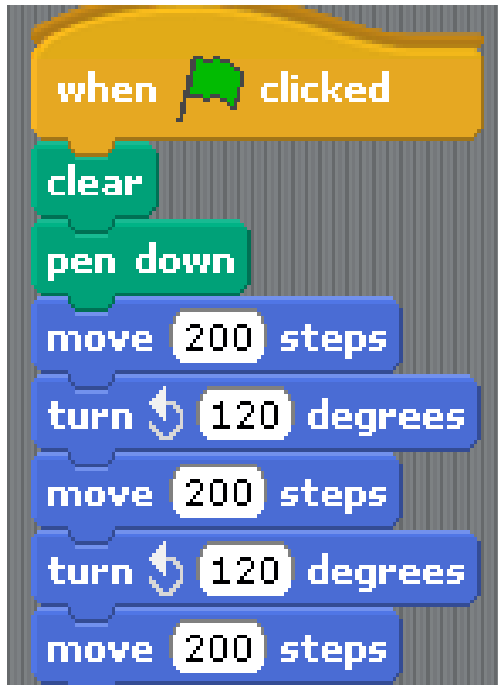 when clicked
clear
pen down
move 200 steps
turn 120 degrees
move 200 steps
turn 120 degrees
move 200 steps